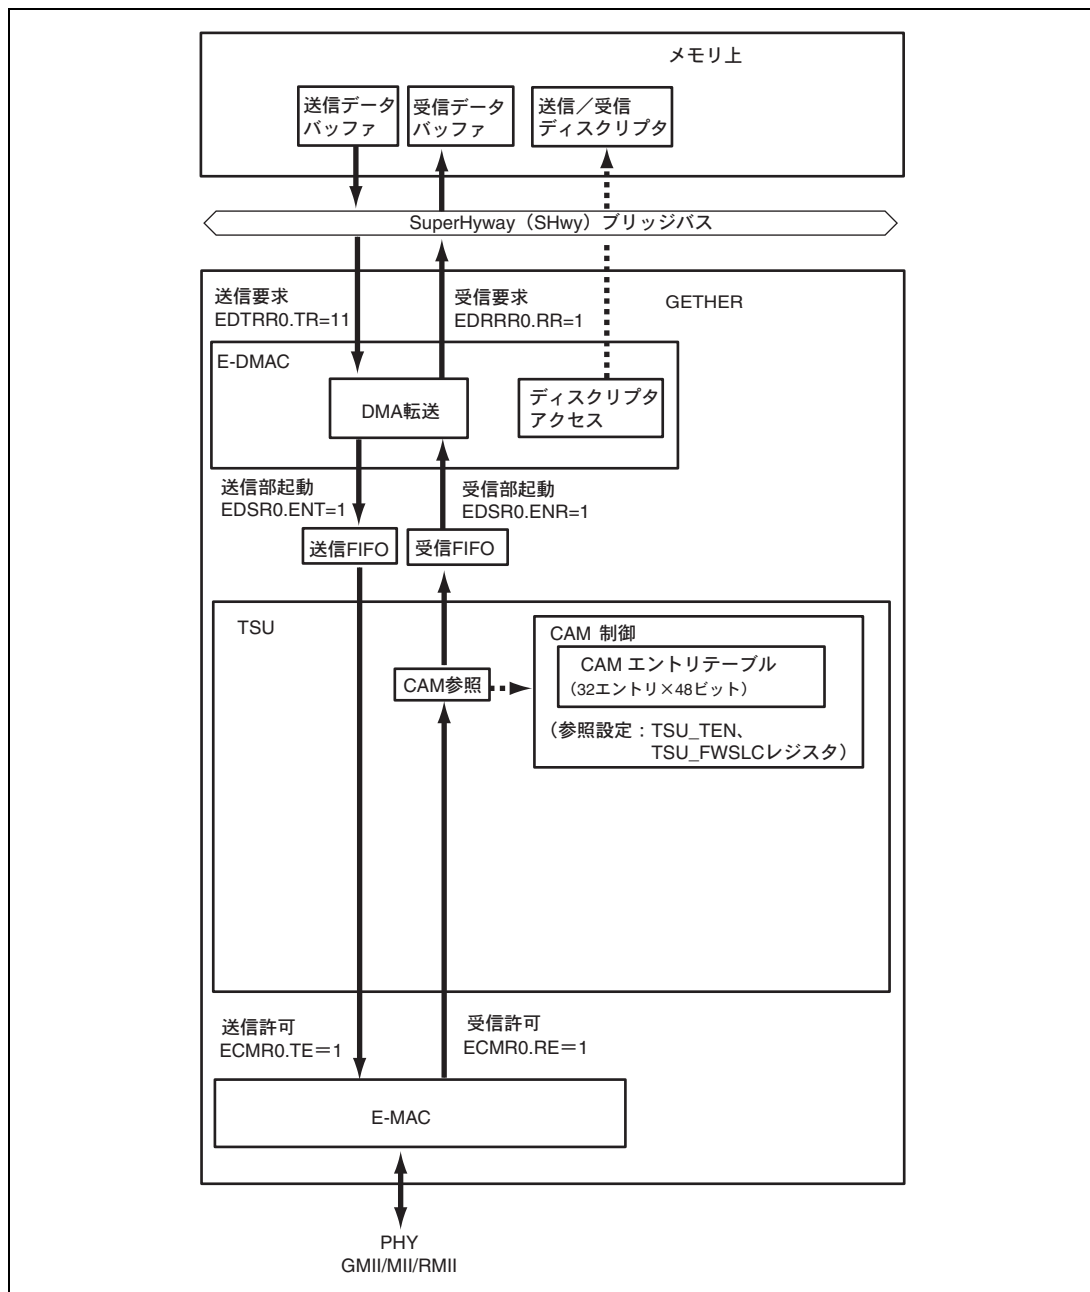 メモリ上
送信データ
バッファ
受信データ
バッファ
送信／受信
ディスクリプタ
SuperHyway（SHwy）ブリッジバス
送信要求
EDTRR0.TR=11
受信要求
EDRRR0.RR=1
GETHER
E-DMAC
DMA転送
ディスクリプタ
アクセス
送信部起動
EDSR0.ENT=1
受信部起動
EDSR0.ENR=1
送信FIFO
受信FIFO
TSU
CAM 制御
CAM エントリテーブル
（32エントリ×48ビット）
CAM参照
（参照設定：TSU_TEN、
TSU_FWSLCレジスタ）
送信許可
ECMR0.TE＝1
受信許可
ECMR0.RE＝1
E-MAC
PHY
GMII/MII/RMII